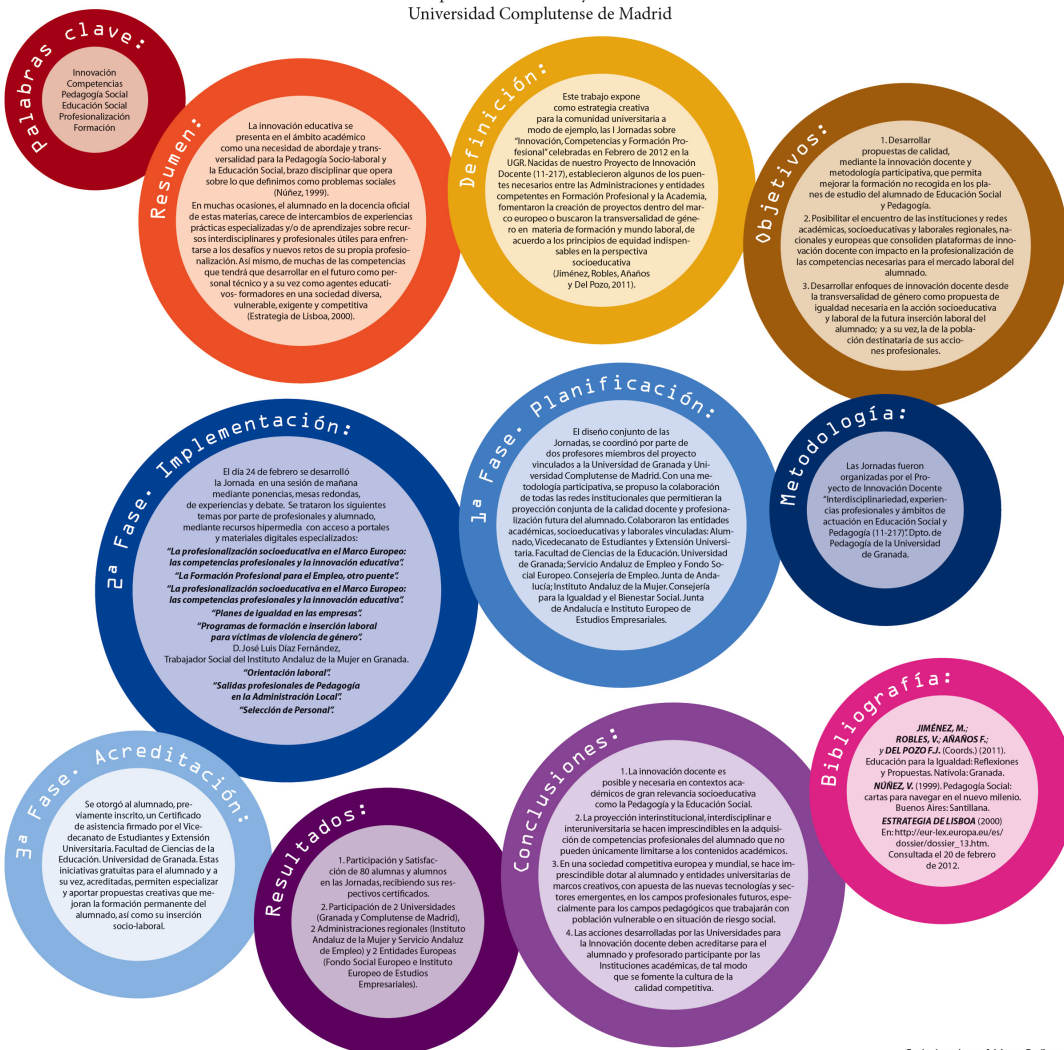 Universidad Complutense de Madrid
Palabras clave:
Innovación
Competencias
Pedagogía Social
Educación Social
Profesionalización
Formación
Resumen:
La innovación educativa se
presenta en el ámbito académico
como una necesidad de abordaje y trans-
versalidad para la Pedagogía Socio-laboral y
la Educación Social, brazo disciplinar que opera
sobre lo que definimos como problemas sociales
(Núñez, 1999).
En muchas ocasiones, el alumnado en la docencia oficial
de estas materias, carece de intercambios de experiencias
prácticas especializadas y/o de aprendizajes sobre recur-
sos interdisciplinares y profesionales útiles para enfren-
tarse a los desafíos y nuevos retos de su propia profesio-
nalización. Así mismo, de muchas de las competencias
que tendrá que desarrollar en el futuro como per-
sonal técnico y a su vez como agentes educati-
vos- formadores en una sociedad diversa,
vulnerable, exigente y competitiva
(Estrategia de Lisboa, 2000).
Definición:
Este trabajo expone
como estrategia creativa
para la comunidad universitaria a
modo de ejemplo, las I Jornadas sobre
“Innovación, Competencias y Formación Pro-
fesional” celebradas en Febrero de 2012 en la
UGR. Nacidas de nuestro Proyecto de Innovación
Docente (11-217), establecieron algunos de los puen-
tes necesarios entre las Administraciones y entidades
competentes en Formación Profesional y la Academia,
fomentaron la creación de proyectos dentro del mar-
co europeo o buscaron la transversalidad de géne-
ro en materia de formación y mundo laboral, de
acuerdo a los principios de equidad indispen-
sables en la perspectiva
socioeducativa
(Jiménez, Robles, Añaños
y Del Pozo, 2011).
Objetivos:
1. Desarrollar
propuestas de calidad,
mediante la innovación docente y
metodología participativa, que permita
mejorar la formación no recogida en los pla-
nes de estudio del alumnado de Educación Social
y Pedagogía.
2. Posibilitar el encuentro de las instituciones y redes
académicas, socioeducativas y laborales regionales, na-
cionales y europeas que consoliden plataformas de inno-
vación docente con impacto en la profesionalización de
las competencias necesarias para el mercado laboral del
alumnado.
3. Desarrollar enfoques de innovación docente desde
la transversalidad de género como propuesta de
igualdad necesaria en la acción socioeducativa
y laboral de la futura inserción laboral del
alumnado; y a su vez, la de la pobla-
ción destinataria de sus accio-
nes profesionales.
Metodología:
Las Jornadas fueron
organizadas por el Pro-
yecto de Innovación Docente
“Interdisciplinariedad, experien-
cias profesionales y ámbitos de
actuación en Educación Social y
Pedagogía (11-217)”. Dpto. de
Pedagogía de la Universidad
de Granada.
1ª Fase. Planificación:
El diseño conjunto de las
Jornadas, se coordinó por parte de
dos profesores miembros del proyecto
vinculados a la Universidad de Granada y Uni-
versidad Complutense de Madrid. Con una me-
todología participativa, se propuso la colaboración
de todas las redes institucionales que permitieran la
proyección conjunta de la calidad docente y profesiona-
lización futura del alumnado. Colaboraron las entidades
académicas, socioeducativas y laborales vinculadas: Alum-
nado, Vicedecanato de Estudiantes y Extensión Universi-
taria. Facultad de Ciencias de la Educación. Universidad
de Granada; Servicio Andaluz de Empleo y Fondo So-
cial Europeo. Consejería de Empleo. Junta de Anda-
lucía; Instituto Andaluz de la Mujer. Consejería
para la Igualdad y el Bienestar Social. Junta
de Andalucía e Instituto Europeo de
Estudios Empresariales.
2ª Fase. Implementación:
El día 24 de febrero se desarrolló
la Jornada en una sesión de mañana
mediante ponencias, mesas redondas,
de experiencias y debate. Se trataron los siguientes
temas por parte de profesionales y alumnado,
mediante recursos hipermedia con acceso a portales
y materiales digitales especializados:
“La profesionalización socioeducativa en el Marco Europeo:
las competencias profesionales y la innovación educativa”.
“La Formación Profesional para el Empleo, otro puente”.
“La profesionalización socioeducativa en el Marco Europeo:
las competencias profesionales y la innovación educativa”.
“Planes de igualdad en las empresas”.
“Programas de formación e inserción laboral
para víctimas de violencia de género”.
D. José Luis Díaz Fernández,
Trabajador Social del Instituto Andaluz de la Mujer en Granada.
“Orientación laboral”.
“Salidas profesionales de Pedagogía
en la Administración Local”.
“Selección de Personal”.
3ª Fase. Acreditación:
Se otorgó al alumnado, pre-
viamente inscrito, un Certificado
de asistencia firmado por el Vice-
decanato de Estudiantes y Extensión
Universitaria. Facultad de Ciencias de la
Educación. Universidad de Granada. Estas
iniciativas gratuitas para el alumnado y a
su vez, acreditadas, permiten especializar
y aportar propuestas creativas que me-
joran la formación permanente del
alumnado, así como su inserción
socio-laboral.
Resultados:
1. Participación y Satisfac-
ción de 80 alumnas y alumnos
en las Jornadas, recibiendo sus res-
pectivos certificados.
2. Participación de 2 Universidades
(Granada y Complutense de Madrid),
2 Administraciones regionales (Instituto
Andaluz de la Mujer y Servicio Andaluz
de Empleo) y 2 Entidades Europeas
(Fondo Social Europeo e Instituto
Europeo de Estudios
Empresariales).
Conclusiones:
1. La innovación docente es
posible y necesaria en contextos aca-
démicos de gran relevancia socioeducativa
como la Pedagogía y la Educación Social.
2. La proyección interinstitucional, interdisciplinar e
interuniversitaria se hacen imprescindibles en la adquisi-
ción de competencias profesionales del alumnado que no
pueden únicamente limitarse a los contenidos académicos.
3. En una sociedad competitiva europea y mundial, se hace im-
prescindible dotar al alumnado y entidades universitarias de
marcos creativos, con apuesta de las nuevas tecnologías y sec-
tores emergentes, en los campos profesionales futuros, espe-
cialmente para los campos pedagógicos que trabajarán con
población vulnerable o en situación de riesgo social.
4. Las acciones desarrolladas por las Universidades para
la Innovación docente deben acreditarse para el
alumnado y profesorado participante por las
Instituciones académicas, de tal modo
que se fomente la cultura de la
calidad competitiva.
Bibliografía:
JIMÉNEZ, M.;
ROBLES, V.; AÑAÑOS F.;
y DEL POZO F.J. (Coords.) (2011).
Educación para la Igualdad: Reflexiones
y Propuestas. Natívola: Granada.
NÚÑEZ, V. (1999). Pedagogía Social:
cartas para navegar en el nuevo milenio.
Buenos Aires: Santillana.
ESTRATEGIA DE LISBOA (2000)
En: http://eur-lex.europa.eu/es/
dossier/dossier_13.htm.
Consultada el 20 de febrero
de 2012.